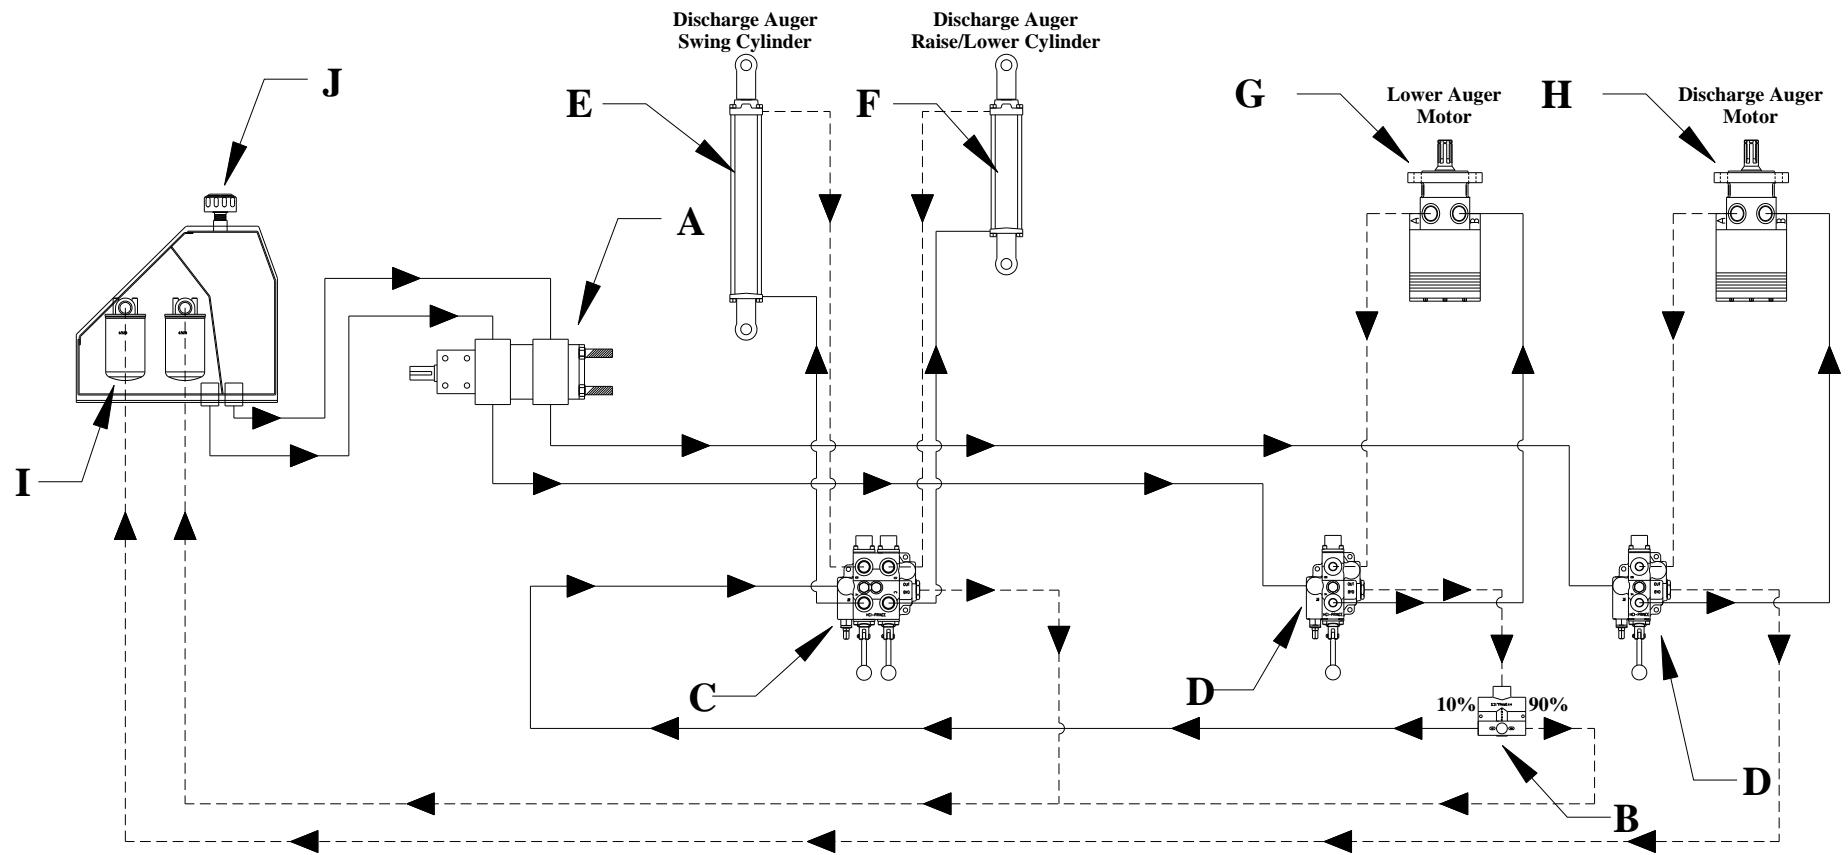 Discharge Auger
Swing Cylinder
Discharge Auger
Raise/Lower Cylinder
J
E
F
G
Lower Auger
Motor
H
Discharge Auger
Motor
A
A
B
A
B
I
C
D
10%
90%
D
B